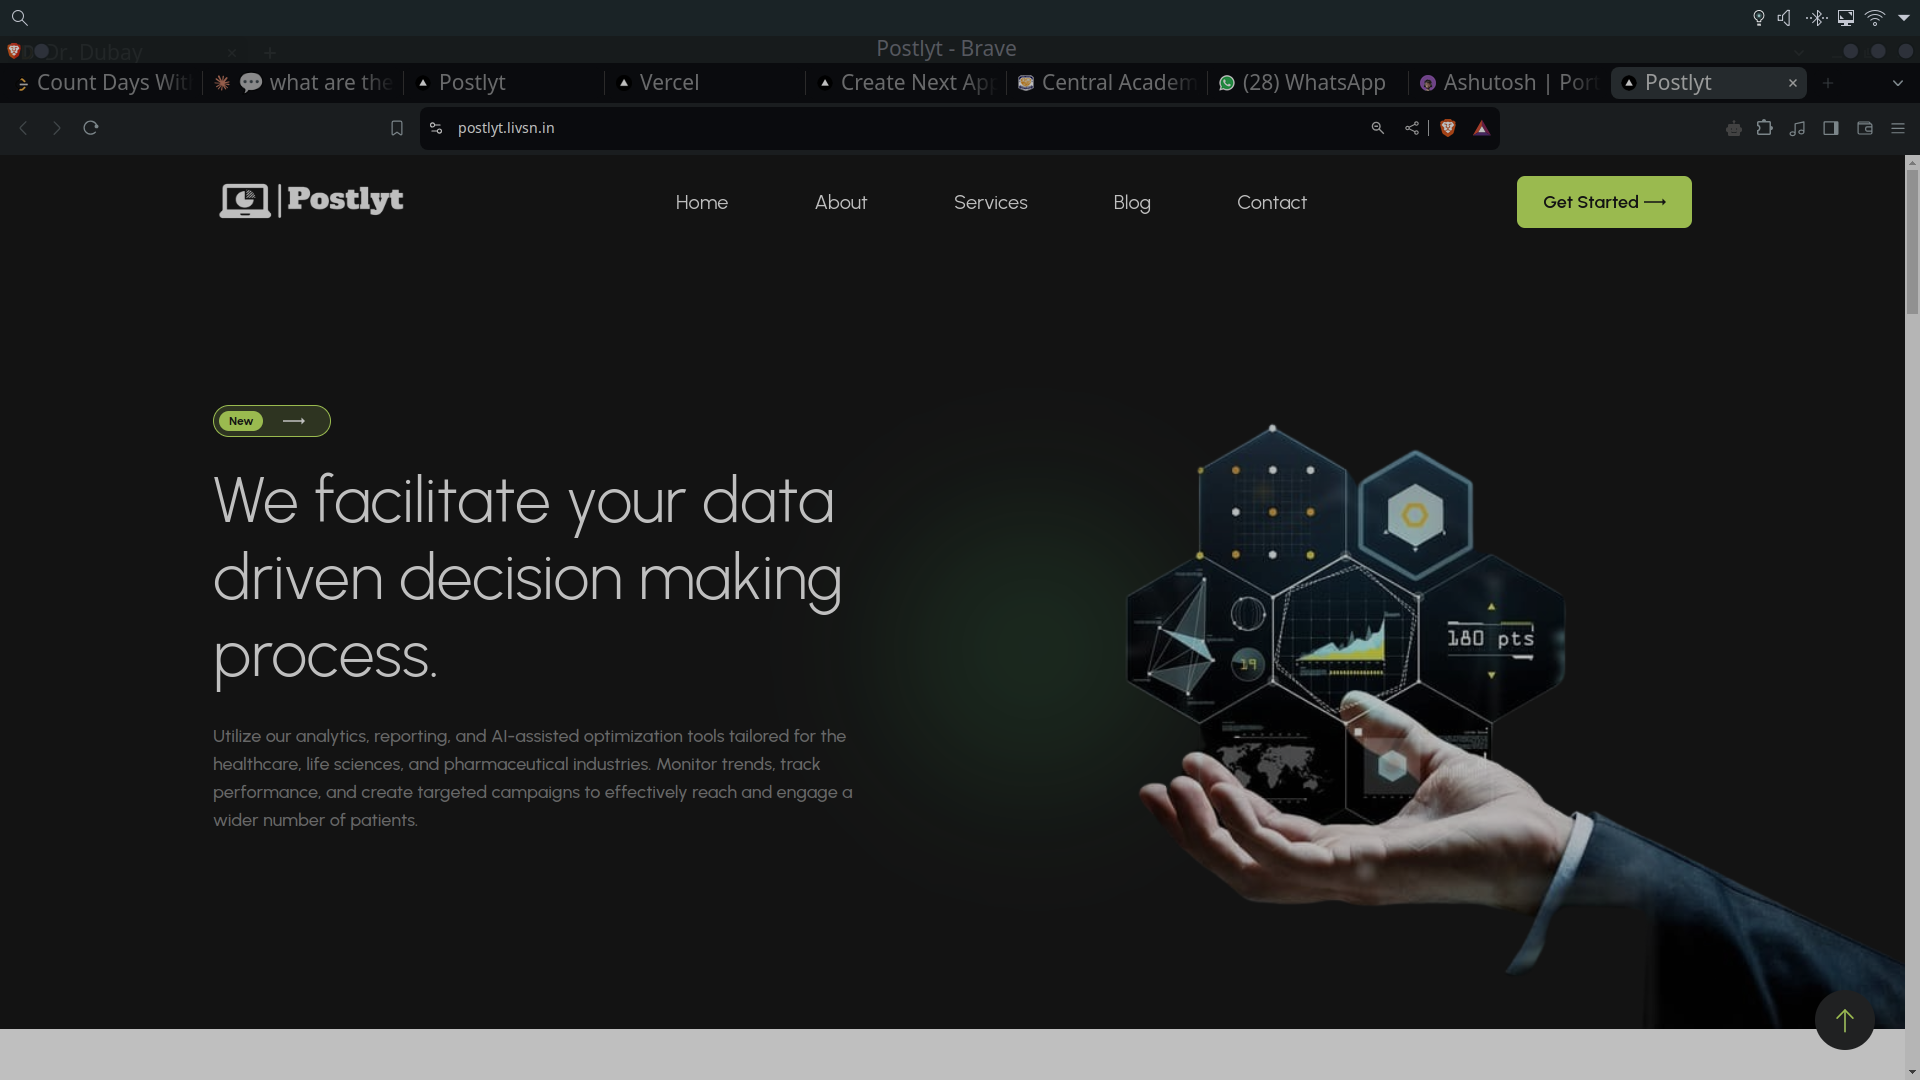 Dr. Dubay
Postlyt - Brave
Count Days Wit
what are the
Postlyt
Vercel
Create Next Ap
Central Academ
(28) WhatsApp
Ashutosh | Port
Postlyt
postlyt.livsn.in
Postlyt
Home
About
Services
Blog
Contact
Get Started
New
We facilitate your data
driven decision making
process.
Utilize our analytics, reporting, and AI-assisted optimization tools tailored for the
healthcare, life sciences, and pharmaceutical industries. Monitor trends, track
performance, and create targeted campaigns to effectively reach and engage a
wider number of patients.
180 pts
19